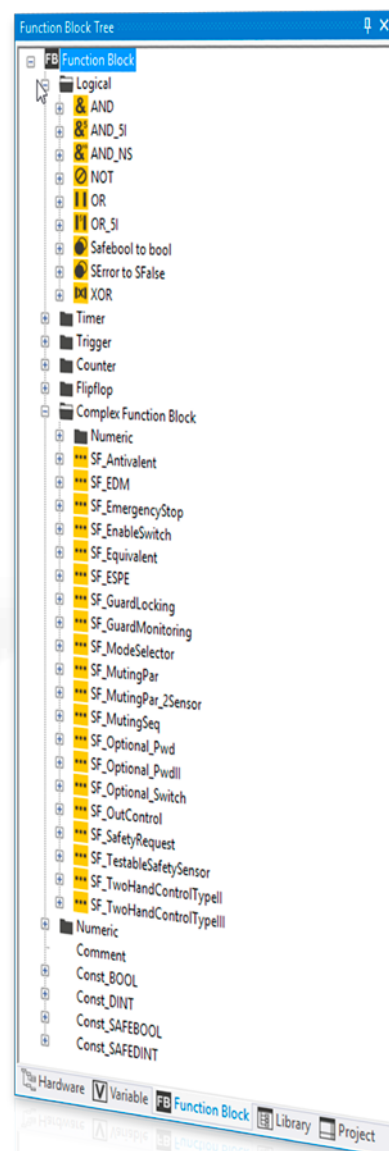 Function Block Tree
FB Function Block
Logical
& AND
& AND_5I
& AND_NS
NOT
OR
OR_5I
Safebool to bool
SError to SFalse
XOR
Timer
Trigger
Counter
Flipflop
Complex Function Block
Numeric
SF_Antivalent
SF_EDM
SF_EmergencyStop
SF_EnableSwitch
SF_Equivalent
SF_ESPE
SF_GuardLocking
SF_GuardMonitoring
SF_ModeSelector
SF_MutingPar
SF_MutingPar_2Sensor
SF_MutingSeq
SF_Optional_Pwd
SF_Optional_PwdII
SF_Optional_Switch
SF_OutControl
SF_SafetyRequest
SF_TestableSafetySensor
SF_TwoHandControlTypeII
SF_TwoHandControlTypeIII
Numeric
Comment
Const_BOOL
Const_DINT
Const_SAFEBOOL
Const_SAFEDINT
Hardware V Variable FB Function Block Library Project